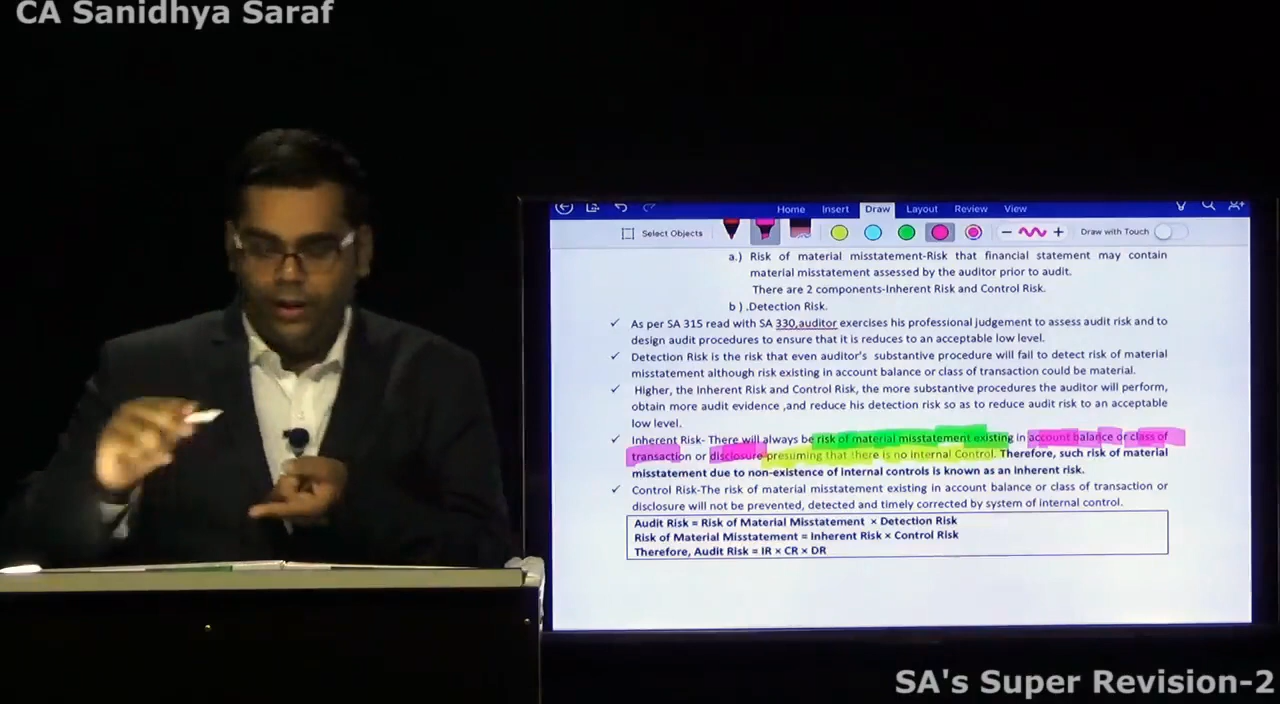 CA Sanidhya Saraf
Home Insert Draw Layout Review View
Select Objects
Draw with Touch
a.) Risk of material misstatement-Risk that financial statement may contain
material misstatement assessed by the auditor prior to audit.
There are 2 components-Inherent Risk and Control Risk.
b ) .Detection Risk.
✓ As per SA 315 read with SA 330,auditor exercises his professional judgement to assess audit risk and to
design audit procedures to ensure that it is reduces to an acceptable low level.
✓ Detection Risk is the risk that even auditor's substantive procedure will fail to detect risk of material
misstatement although risk existing in account balance or class of transaction could be material.
✓ Higher, the Inherent Risk and Control Risk, the more substantive procedures the auditor will perform,
obtain more audit evidence ,and reduce his detection risk so as to reduce audit risk to an acceptable
low level.
✓ Inherent Risk- There will always be risk of material misstatement existing in account balance or class of
transaction or disclosure presuming that there is no internal Control. Therefore, such risk of material
misstatement due to non-existence of Internal controls is known as an inherent risk.
✓ Control Risk-The risk of material misstatement existing in account balance or class of transaction or
disclosure will not be prevented, detected and timely corrected by system of internal control.
Audit Risk = Risk of Material Misstatement × Detection Risk
Risk of Material Misstatement = Inherent Risk × Control Risk
Therefore, Audit Risk = IR × CR × DR
SA's Super Revision-2